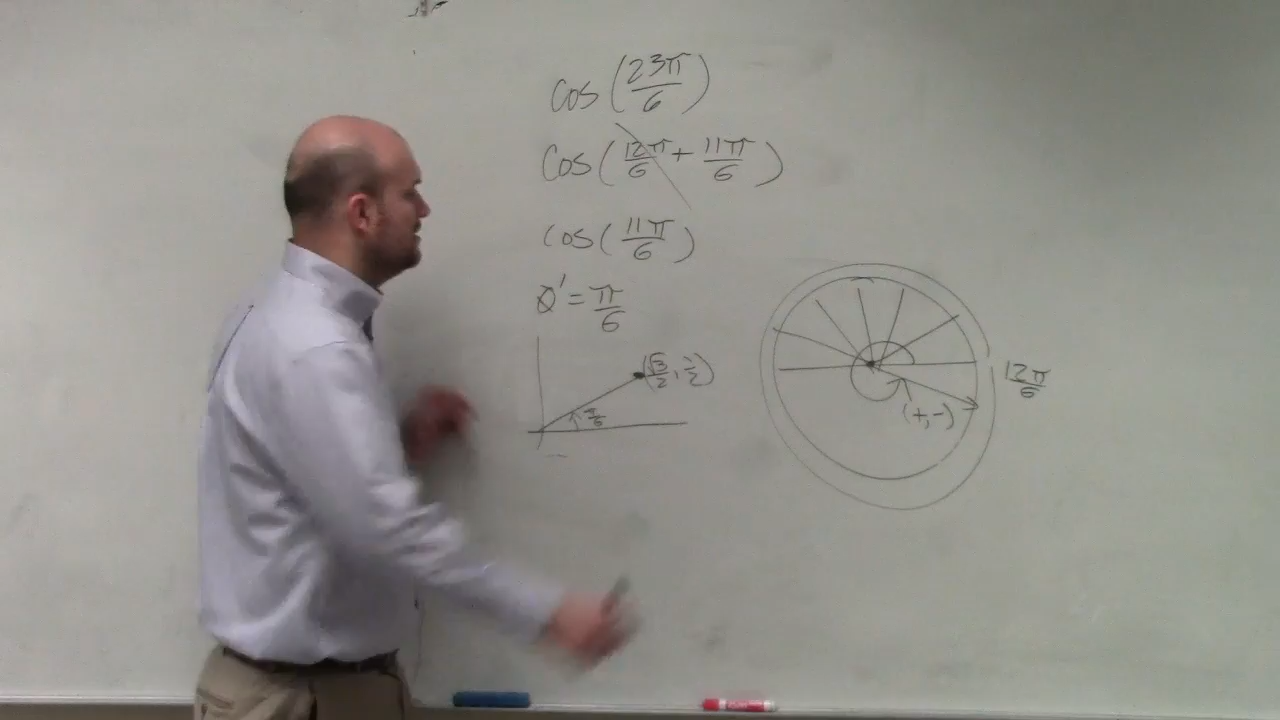 cos(23π/6)
cos(12π/6 + 11π/6)
cos(11π/6)
θ' = π/6
(√3/2, 1/2)
π/6
12π/6
(+,-)